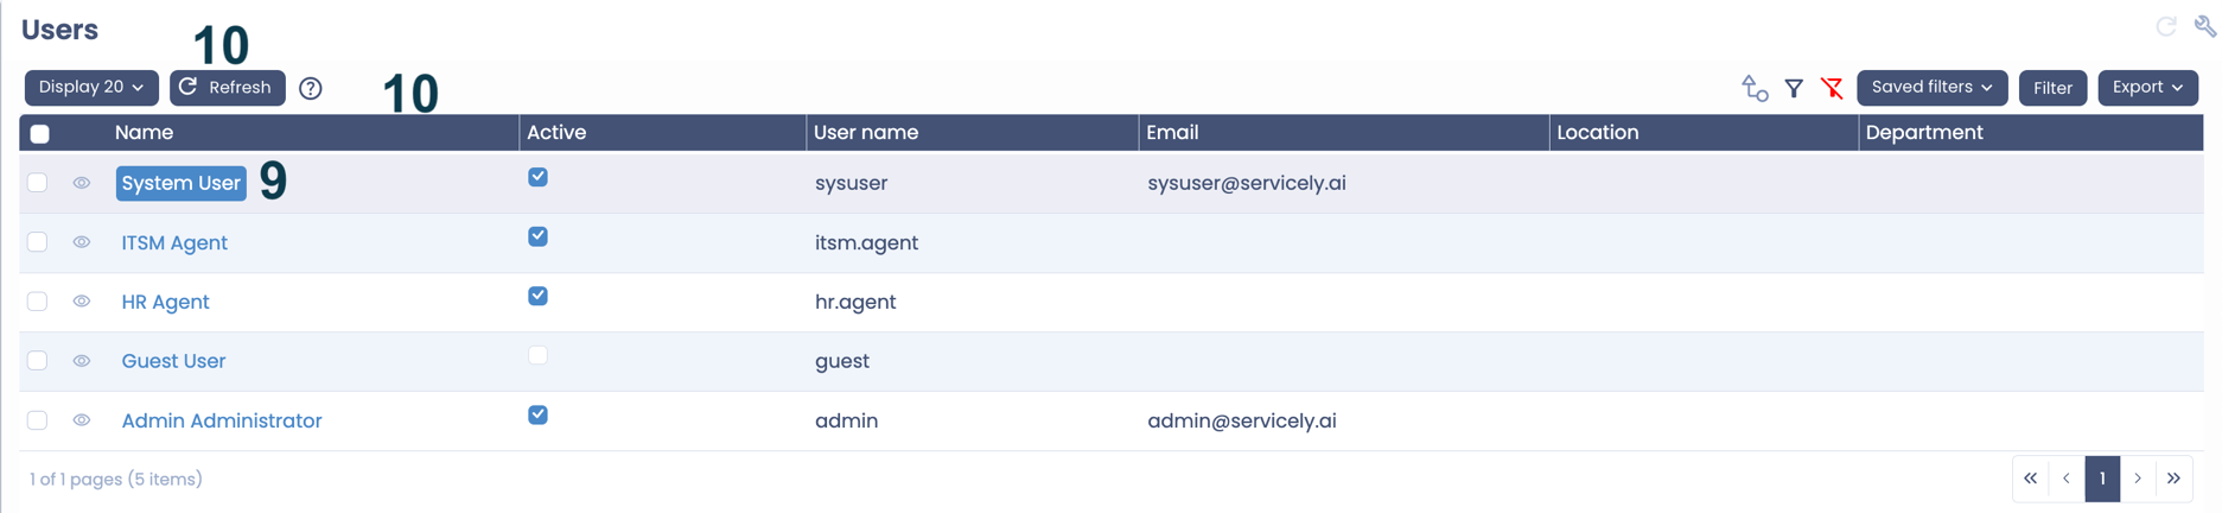 Users
10
Display 20 Refresh ? 10 Saved filters Filter Export
Name Active User name Email Location Department
System User 9 sysuser sysuser@servicely.ai
ITSM Agent itsm.agent
HR Agent hr.agent
Guest User guest
Admin Administrator admin admin@servicely.ai
1 of 1 pages (5 items) « ‹ 1 › »